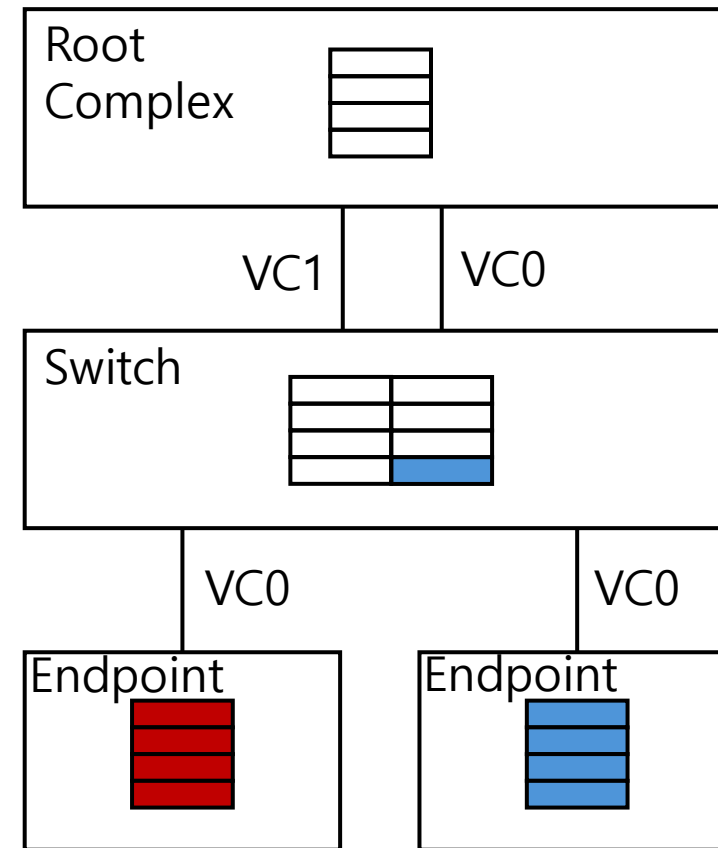 Root
Complex
VC1
VC0
Switch
VC0
VC0
Endpoint
Endpoint